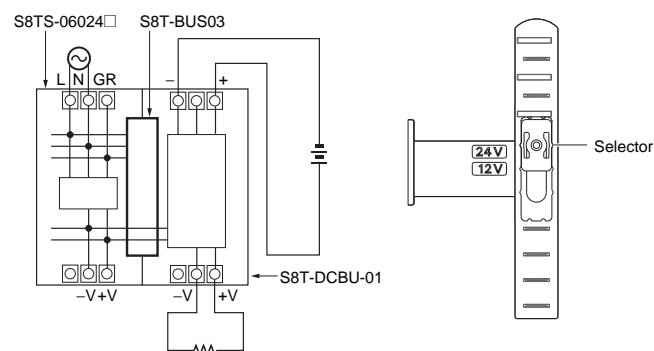 S8TS-06024□ S8T-BUS03
− +
L N GR
24V
12V
Selector
S8T-DCBU-01
−V+V −V +V